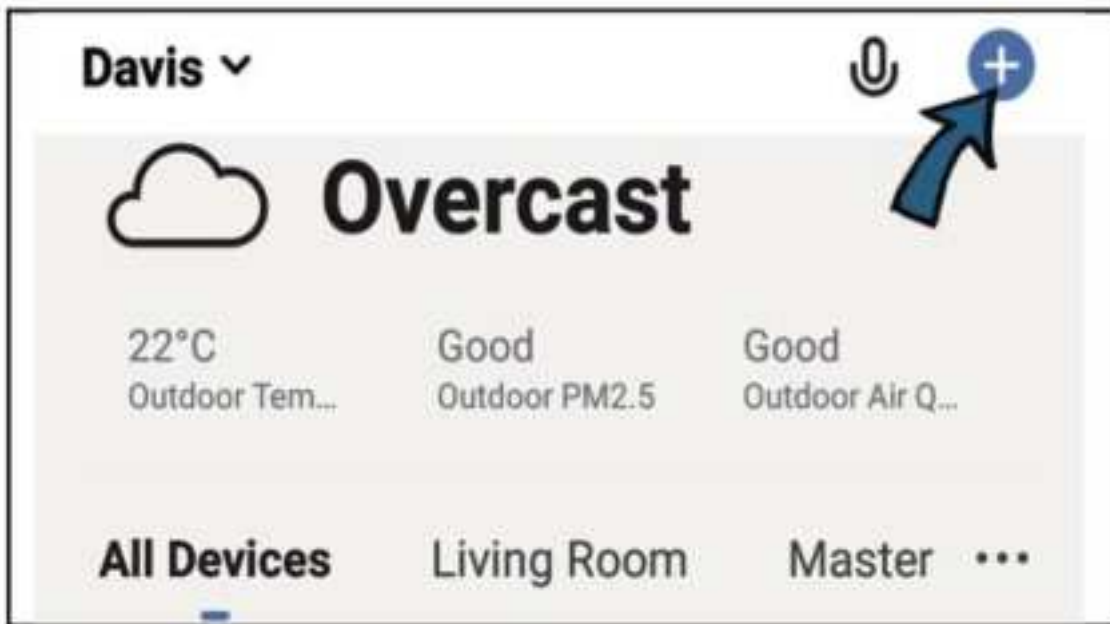 Davis
Overcast
22°C Good Good
Outdoor Tem... Outdoor PM2.5 Outdoor Air Q...
All Devices Living Room Master ...